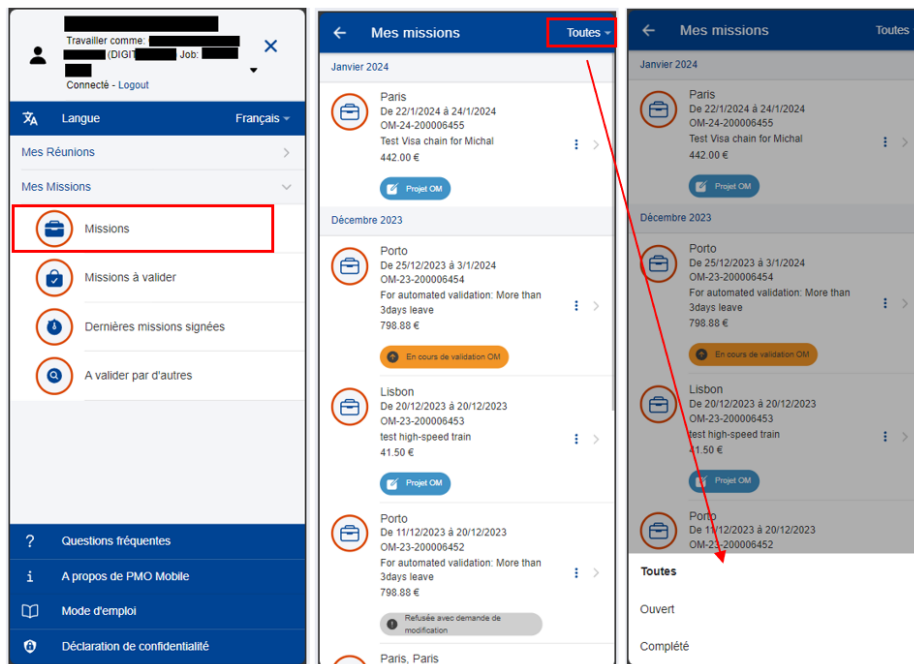 Travailler comme:
(DIGIT
Job:
Connecté - Logout
Langue
Français
Mes Réunions
Mes Missions
Missions
Missions à valider
Dernières missions signées
A valider par d'autres
? Questions fréquentes
i A propos de PMO Mobile
Mode d'emploi
Déclaration de confidentialité
Mes missions
Toutes
Janvier 2024
Paris
De 22/1/2024 à 24/1/2024
OM-24-200006455
Test Visa chain for Michal
442.00 €
Projet OM
Décembre 2023
Porto
De 25/12/2023 à 3/1/2024
OM-23-200006454
For automated validation: More than
3days leave
798.88 €
En cours de validation OM
Lisbon
De 20/12/2023 à 20/12/2023
OM-23-200006453
test high-speed train
41.50 €
Projet OM
Porto
De 11/12/2023 à 20/12/2023
OM-23-200006452
For automated validation: More than
3days leave
798.88 €
Refusée avec demande de
modification
Paris, Paris
Mes missions
Toutes
Janvier 2024
Paris
De 22/1/2024 à 24/1/2024
OM-24-200006455
Test Visa chain for Michal
442.00 €
Projet OM
Décembre 2023
Porto
De 25/12/2023 à 3/1/2024
OM-23-200006454
For automated validation: More than
3days leave
798.88 €
En cours de validation OM
Lisbon
De 20/12/2023 à 20/12/2023
OM-23-200006453
test high-speed train
41.50 €
Projet OM
Porto
De 11/12/2023 à 20/12/2023
OM-23-200006452
Toutes
Ouvert
Complété